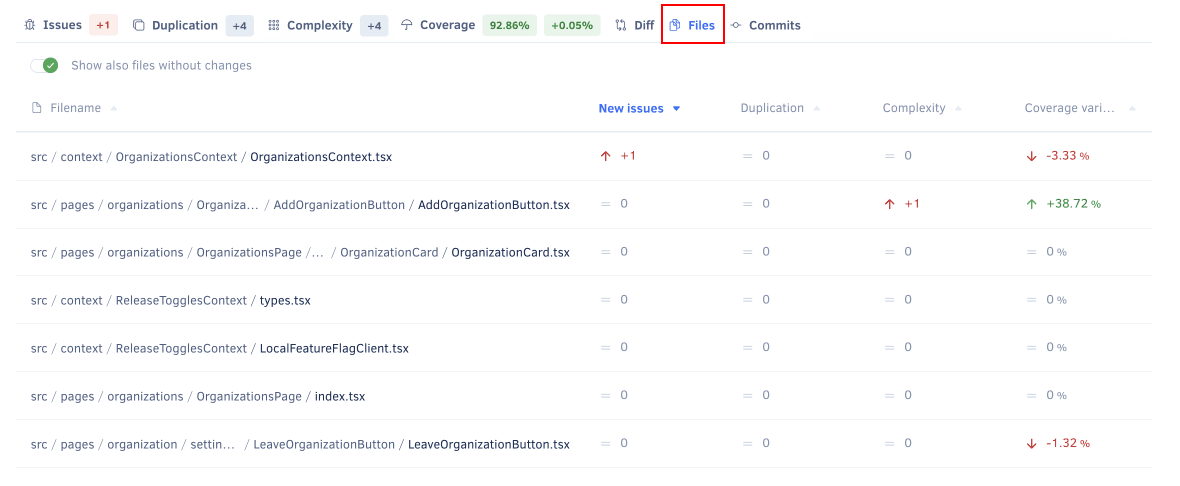 Issues +1 Duplication +4 Complexity +4 Coverage 92.86% +0.05% Diff Files Commits
Show also files without changes
Filename New issues Duplication Complexity Coverage vari...
src / context / OrganizationsContext / OrganizationsContext.tsx +1 = 0 = 0 -3.33 %
src / pages / organizations / Organiza... / AddOrganizationButton / AddOrganizationButton.tsx = 0 = 0 +1 +38.72 %
src / pages / organizations / OrganizationsPage /... / OrganizationCard / OrganizationCard.tsx = 0 = 0 = 0 = 0 %
src / context / ReleaseTogglesContext / types.tsx = 0 = 0 = 0 = 0 %
src / context / ReleaseTogglesContext / LocalFeatureFlagClient.tsx = 0 = 0 = 0 = 0 %
src / pages / organizations / OrganizationsPage / index.tsx = 0 = 0 = 0 = 0 %
src / pages / organization / settin... / LeaveOrganizationButton / LeaveOrganizationButton.tsx = 0 = 0 = 0 -1.32 %